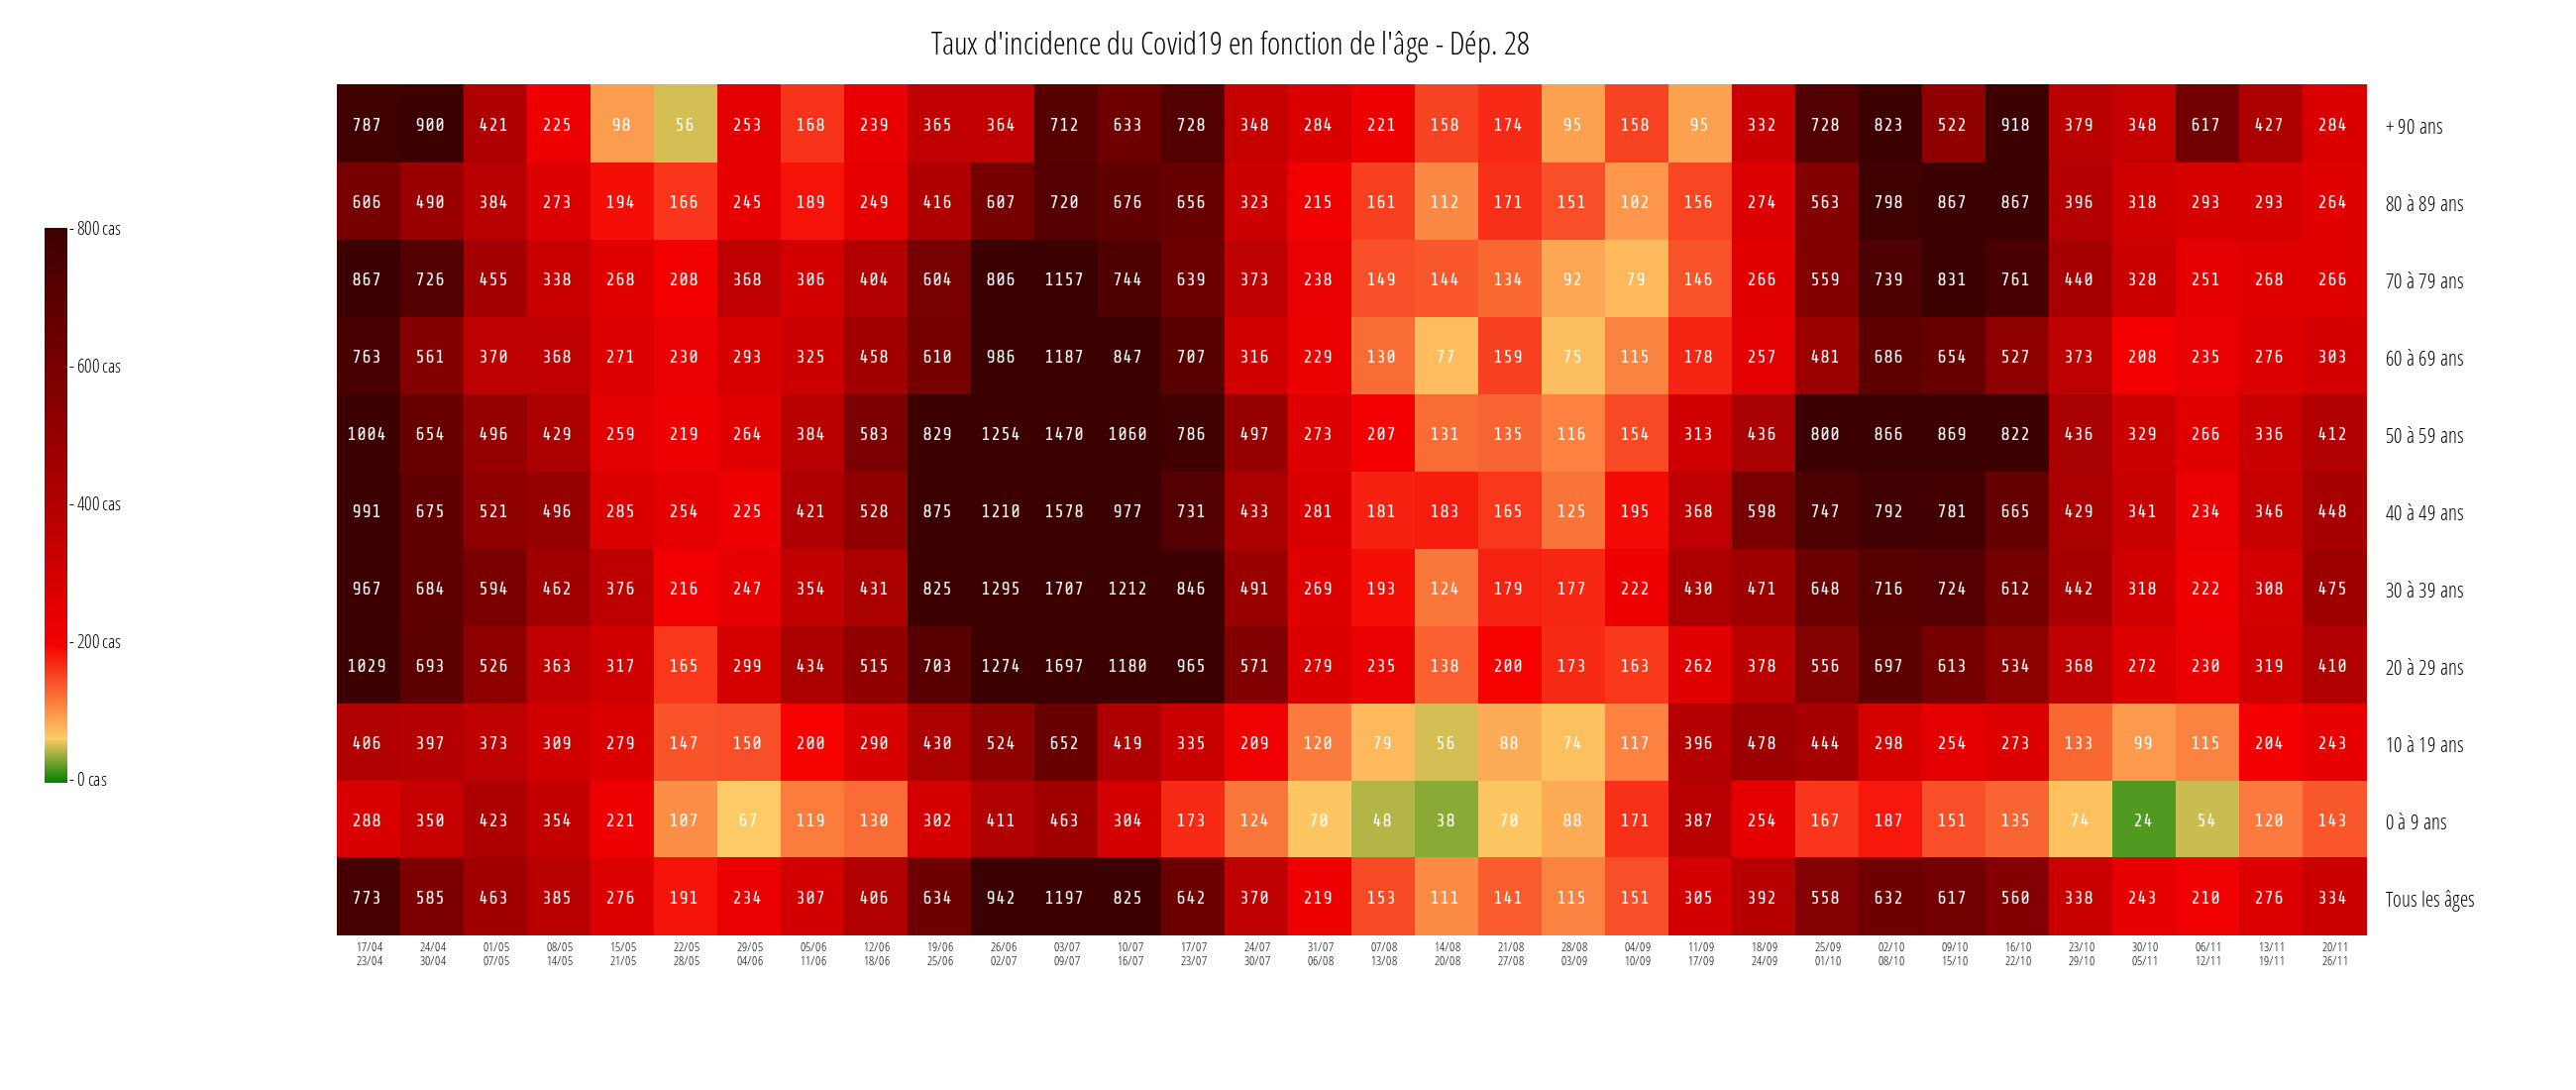 Taux d'incidence du Covid19 en fonction de l'âge - Dép. 28
- 800 cas
- 600 cas
- 400 cas
- 200 cas
- 0 cas
787 900 421 225 98 56 253 168 239 365 364 712 633 728 348 284 221 158 174 95 158 95 332 728 823 522 918 379 348 617 427 284 + 90 ans
606 490 384 273 194 166 245 189 249 416 607 720 676 656 323 215 161 112 171 151 102 156 274 563 798 867 867 396 318 293 293 264 80 à 89 ans
867 726 455 338 268 208 368 306 404 604 806 1157 744 639 373 238 149 144 134 92 79 146 266 559 739 831 761 440 328 251 268 266 70 à 79 ans
763 561 370 368 271 230 293 325 458 610 986 1187 847 707 316 229 130 77 159 75 115 178 257 481 686 654 527 373 208 235 276 303 60 à 69 ans
1004 654 496 429 259 219 264 384 583 829 1254 1470 1060 786 497 273 207 131 135 116 154 313 436 800 866 869 822 436 329 266 336 412 50 à 59 ans
991 675 521 496 285 254 225 421 528 875 1210 1578 977 731 433 281 181 183 165 125 195 368 598 747 792 781 665 429 341 234 346 448 40 à 49 ans
967 684 594 462 376 216 247 354 431 825 1295 1707 1212 846 491 269 193 124 179 177 222 430 471 648 716 724 612 442 318 222 308 475 30 à 39 ans
1029 693 526 363 317 165 299 434 515 703 1274 1697 1180 965 571 279 235 138 200 173 163 262 378 556 697 613 534 368 272 230 319 410 20 à 29 ans
406 397 373 309 279 147 150 200 290 430 524 652 419 335 209 120 79 56 88 74 117 396 478 444 298 254 273 133 99 115 204 243 10 à 19 ans
288 350 423 354 221 107 67 119 130 302 411 463 304 173 124 70 48 38 70 88 171 387 254 167 187 151 135 74 24 54 120 143 0 à 9 ans
773 585 463 385 276 191 234 307 406 634 942 1197 825 642 370 219 153 111 141 115 151 305 392 558 632 617 560 338 243 210 276 334 Tous les âges
17/04 24/04 01/05 08/05 15/05 22/05 29/05 05/06 12/06 19/06 26/06 03/07 10/07 17/07 24/07 31/07 07/08 14/08 21/08 28/08 04/09 11/09 18/09 25/09 02/10 09/10 16/10 23/10 30/10 06/11 13/11 20/11
23/04 30/04 07/05 14/05 21/05 28/05 04/06 11/06 18/06 25/06 02/07 09/07 16/07 23/07 30/07 06/08 13/08 20/08 27/08 03/09 10/09 17/09 24/09 01/10 08/10 15/10 22/10 29/10 05/11 12/11 19/11 26/11